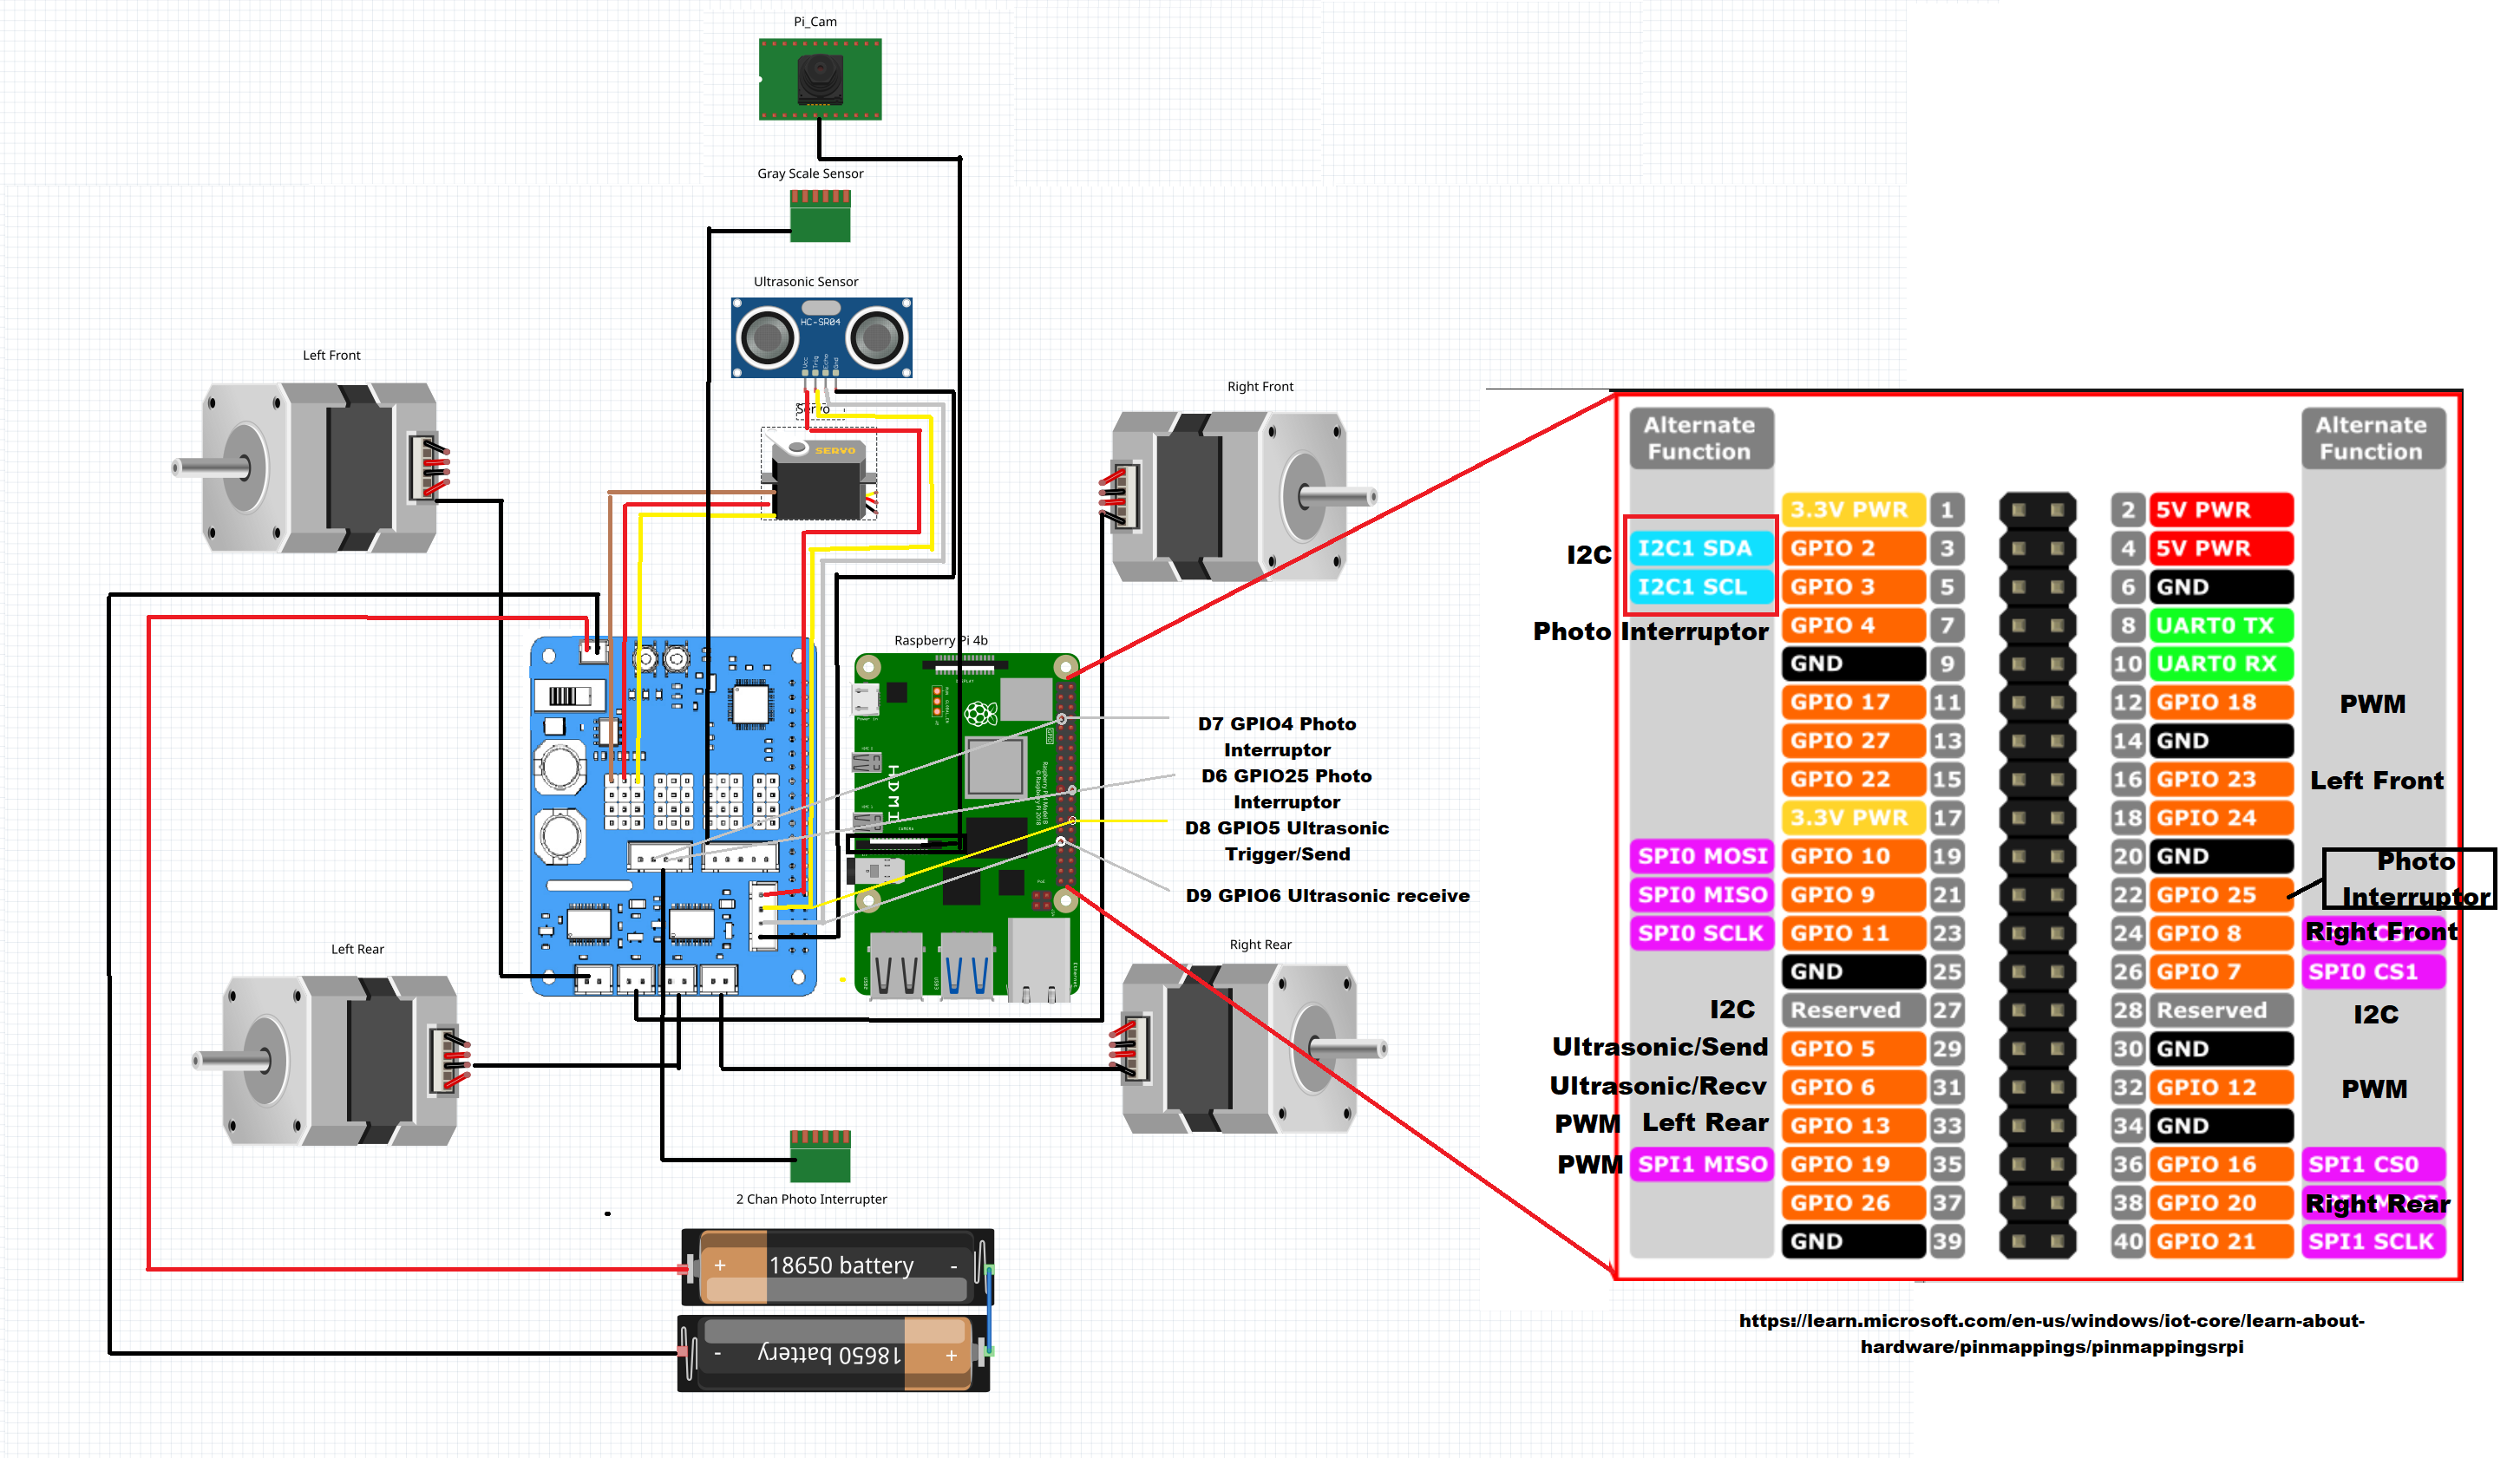 Pi_Cam
Gray Scale Sensor
Ultrasonic Sensor
HC-SR04
Vcc
Trig
Echo
Gnd
Servo
SERVO
Left Front
Right Front
Raspberry Pi 4b
HDMI
D7 GPIO4 Photo
Interruptor
D6 GPIO25 Photo
Interruptor
D8 GPIO5 Ultrasonic
Trigger/Send
D9 GPIO6 Ultrasonic receive
Left Rear
Right Rear
2 Chan Photo Interrupter
+ 18650 battery -
- 18650 battery +
Alternate
Function
Alternate
Function
3.3V PWR 1 2 5V PWR
I2C I2C1 SDA GPIO 2 3 4 5V PWR
I2C1 SCL GPIO 3 5 6 GND
Photo Interruptor GPIO 4 7 8 UART0 TX
GND 9 10 UART0 RX
GPIO 17 11 12 GPIO 18 PWM
GPIO 27 13 14 GND
GPIO 22 15 16 GPIO 23 Left Front
3.3V PWR 17 18 GPIO 24
SPI0 MOSI GPIO 10 19 20 GND
Photo
Interruptor
SPI0 MISO GPIO 9 21 22 GPIO 25
SPI0 SCLK GPIO 11 23 24 GPIO 8 Right Front
GND 25 26 GPIO 7 SPI0 CS1
I2C Reserved 27 28 Reserved I2C
Ultrasonic/Send GPIO 5 29 30 GND
Ultrasonic/Recv GPIO 6 31 32 GPIO 12 PWM
PWM Left Rear GPIO 13 33 34 GND
PWM SPI1 MISO GPIO 19 35 36 GPIO 16 SPI1 CS0
GPIO 26 37 38 GPIO 20 Right Rear
GND 39 40 GPIO 21 SPI1 SCLK
https://learn.microsoft.com/en-us/windows/iot-core/learn-about-
hardware/pinmappings/pinmappingsrpi